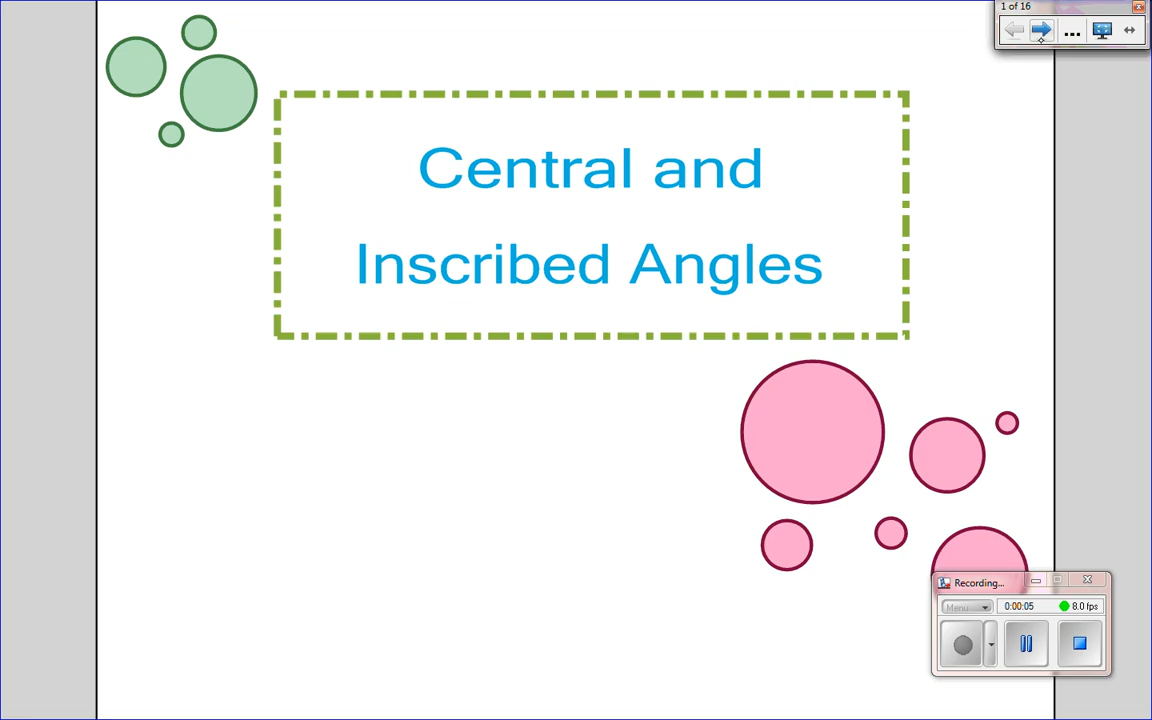 1 of 16
Central and
Inscribed Angles
Recording...
Menu
0:00:05
8.0 fps